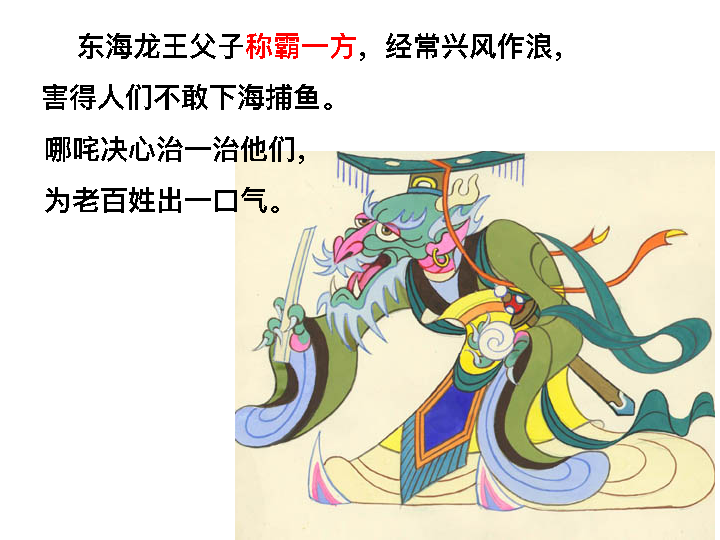 东海龙王父子称霸一方，经常兴风作浪，
害得人们不敢下海捕鱼。
哪咤决心治一治他们，
为老百姓出一口气。